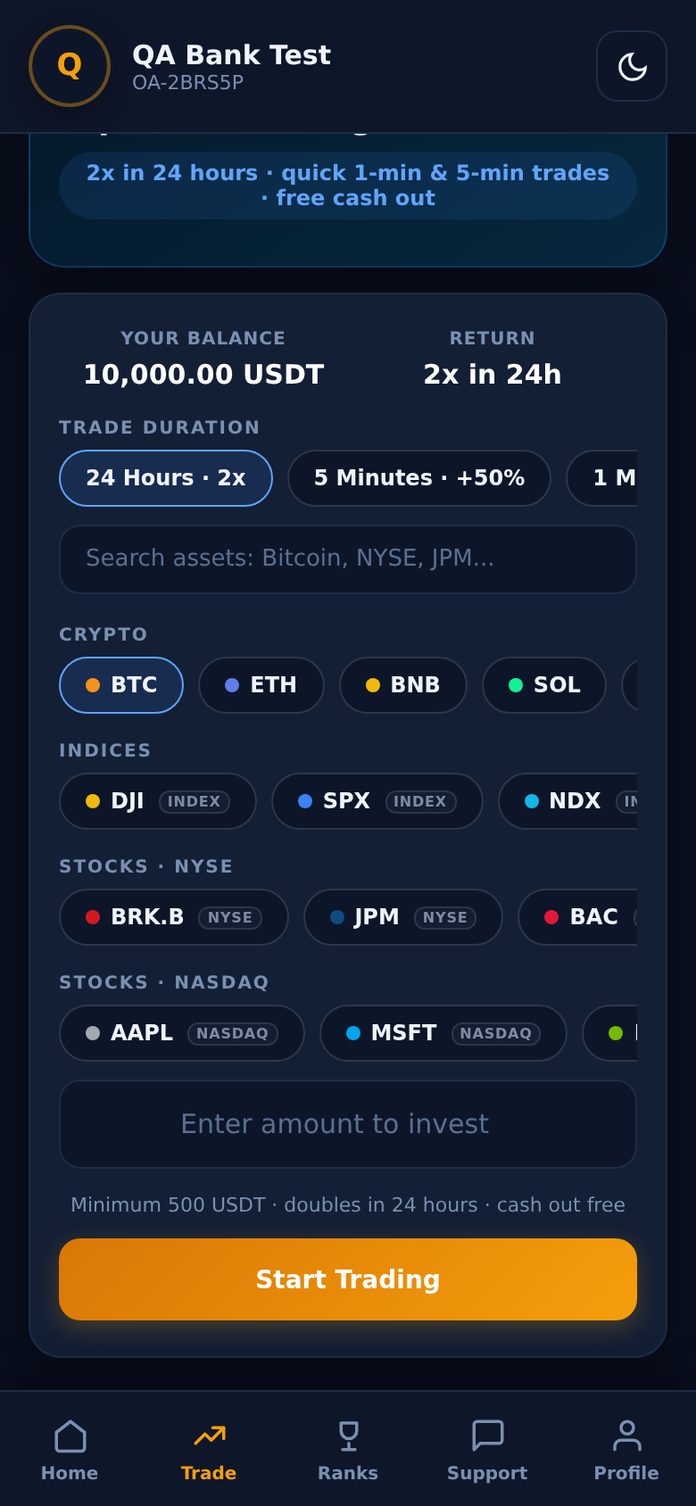 Q
QA Bank Test
OA-2BRS5P
2x in 24 hours · quick 1-min & 5-min trades
· free cash out
YOUR BALANCE
RETURN
10,000.00 USDT
2x in 24h
TRADE DURATION
24 Hours · 2x
5 Minutes · +50%
1 M
Search assets: Bitcoin, NYSE, JPM...
CRYPTO
BTC
ETH
BNB
SOL
INDICES
DJI INDEX
SPX INDEX
NDX IN
STOCKS · NYSE
BRK.B NYSE
JPM NYSE
BAC
STOCKS · NASDAQ
AAPL NASDAQ
MSFT NASDAQ
Enter amount to invest
Minimum 500 USDT · doubles in 24 hours · cash out free
Start Trading
Home
Trade
Ranks
Support
Profile